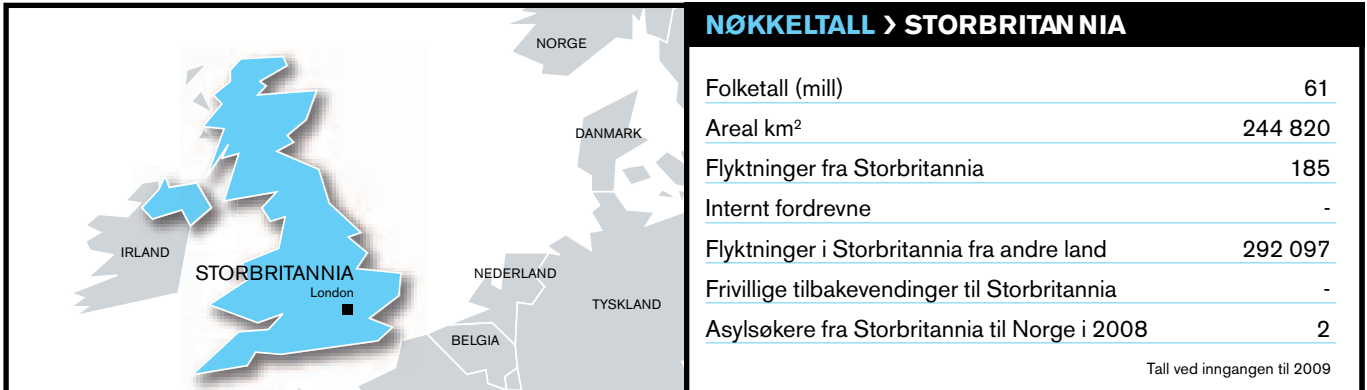 NORGE
DANMARK
IRLAND
STORBRITANNIA
London
NEDERLAND
TYSKLAND
BELGIA
NØKKELTALL › STORBRITANNIA
Folketall (mill) 61
Areal km² 244 820
Flyktninger fra Storbritannia 185
Internt fordrevne -
Flyktninger i Storbritannia fra andre land 292 097
Frivillige tilbakevendinger til Storbritannia -
Asylsøkere fra Storbritannia til Norge i 2008 2
Tall ved inngangen til 2009